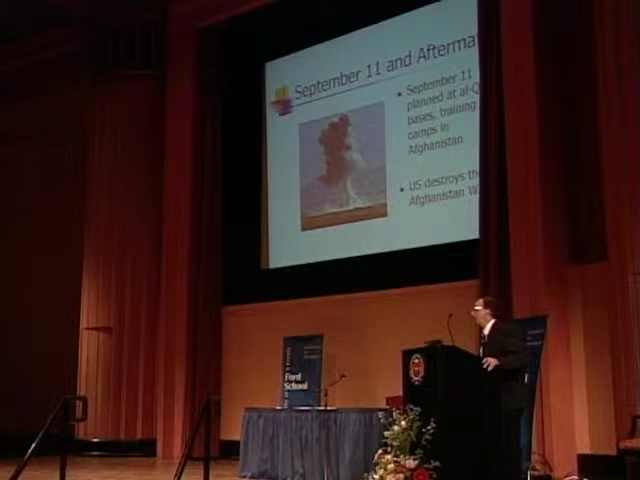 September 11 and Afterma
• September 11
planned at al-Q
bases, training
camps in
Afghanistan
• US destroys th
Afghanistan W
Ford
School